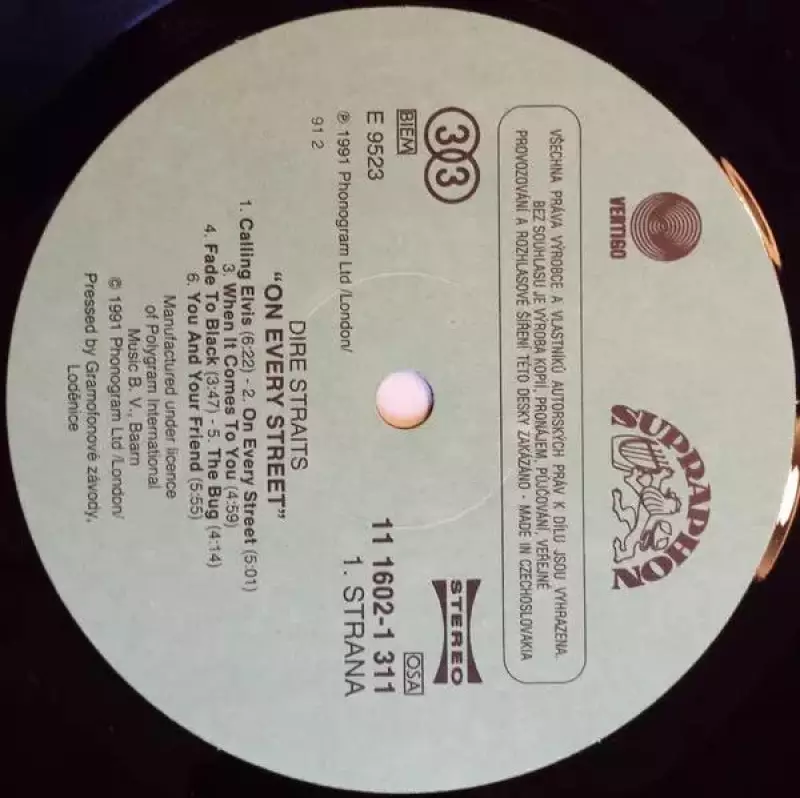 VERTIGO
SUPRAPHON
VŠECHNA PRÁVA VÝROBCE A VLASTNÍKŮ AUTORSKÝCH PRÁV K DÍLU JSOU VYHRAZENA.
BEZ SOUHLASU JE VÝROBA KOPIÍ, PRONÁJEM, PŮJČOVÁNÍ, VEŘEJNÉ
PROVOZOVÁNÍ A ROZHLASOVÉ ŠÍŘENÍ TÉTO DESKY ZAKÁZÁNO · MADE IN CZECHOSLOVAKIA
303
STEREO
BIEM
OSA
E 9523
11 1602-1 311
1. STRANA
℗ 1991 Phonogram Ltd /London/
91 2
DIRE STRAITS
"ON EVERY STREET"
1. Calling Elvis (6:22) - 2. On Every Street (5:01)
3. When It Comes To You (4:59)
4. Fade To Black (3:47) - 5. The Bug (4:14)
6. You And Your Friend (5:55)
Manufactured under licence
of Polygram International
Music B. V., Baarn
© 1991 Phonogram Ltd /London/
Pressed by Gramofonové závody,
Loděnice